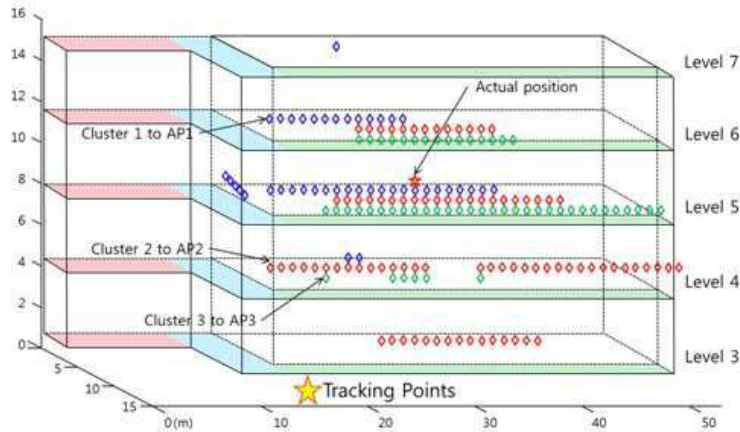 16
14
12
10
8
6
4
2
0
5
10
15
0(m)
10
20
30
40
50
Level 7
Actual position
Level 6
Cluster 1 to AP1
Level 5
Cluster 2 to AP2
Level 4
Cluster 3 to AP3
Level 3
Tracking Points